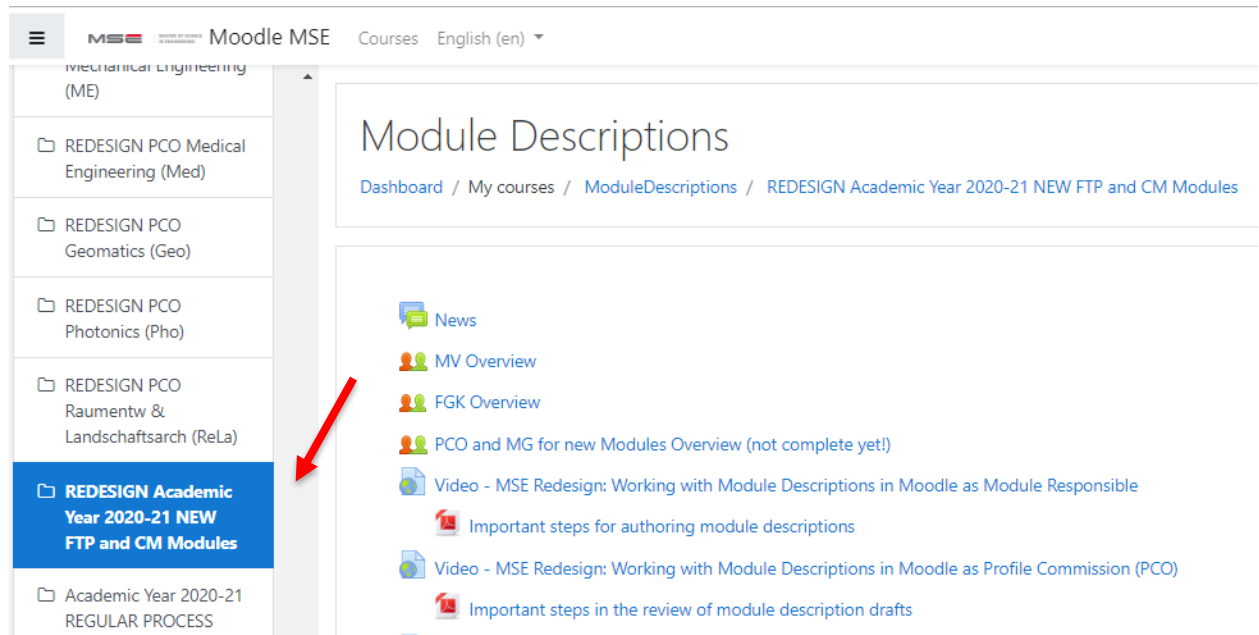 MSE Moodle MSE Courses English (en)
Mechanical Engineering
(ME)
REDESIGN PCO Medical
Engineering (Med)
REDESIGN PCO
Geomatics (Geo)
REDESIGN PCO
Photonics (Pho)
REDESIGN PCO
Raumentw &
Landschaftsarch (ReLa)
REDESIGN Academic
Year 2020-21 NEW
FTP and CM Modules
Academic Year 2020-21
REGULAR PROCESS
Module Descriptions
Dashboard / My courses / ModuleDescriptions / REDESIGN Academic Year 2020-21 NEW FTP and CM Modules
News
MV Overview
FGK Overview
PCO and MG for new Modules Overview (not complete yet!)
Video - MSE Redesign: Working with Module Descriptions in Moodle as Module Responsible
Important steps for authoring module descriptions
Video - MSE Redesign: Working with Module Descriptions in Moodle as Profile Commission (PCO)
Important steps in the review of module description drafts